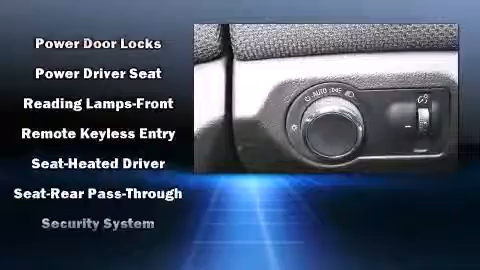 Power Door Locks
Power Driver Seat
Reading Lamps-Front
Remote Keyless Entry
Seat-Heated Driver
Seat-Rear Pass-Through
Security System
AUTO